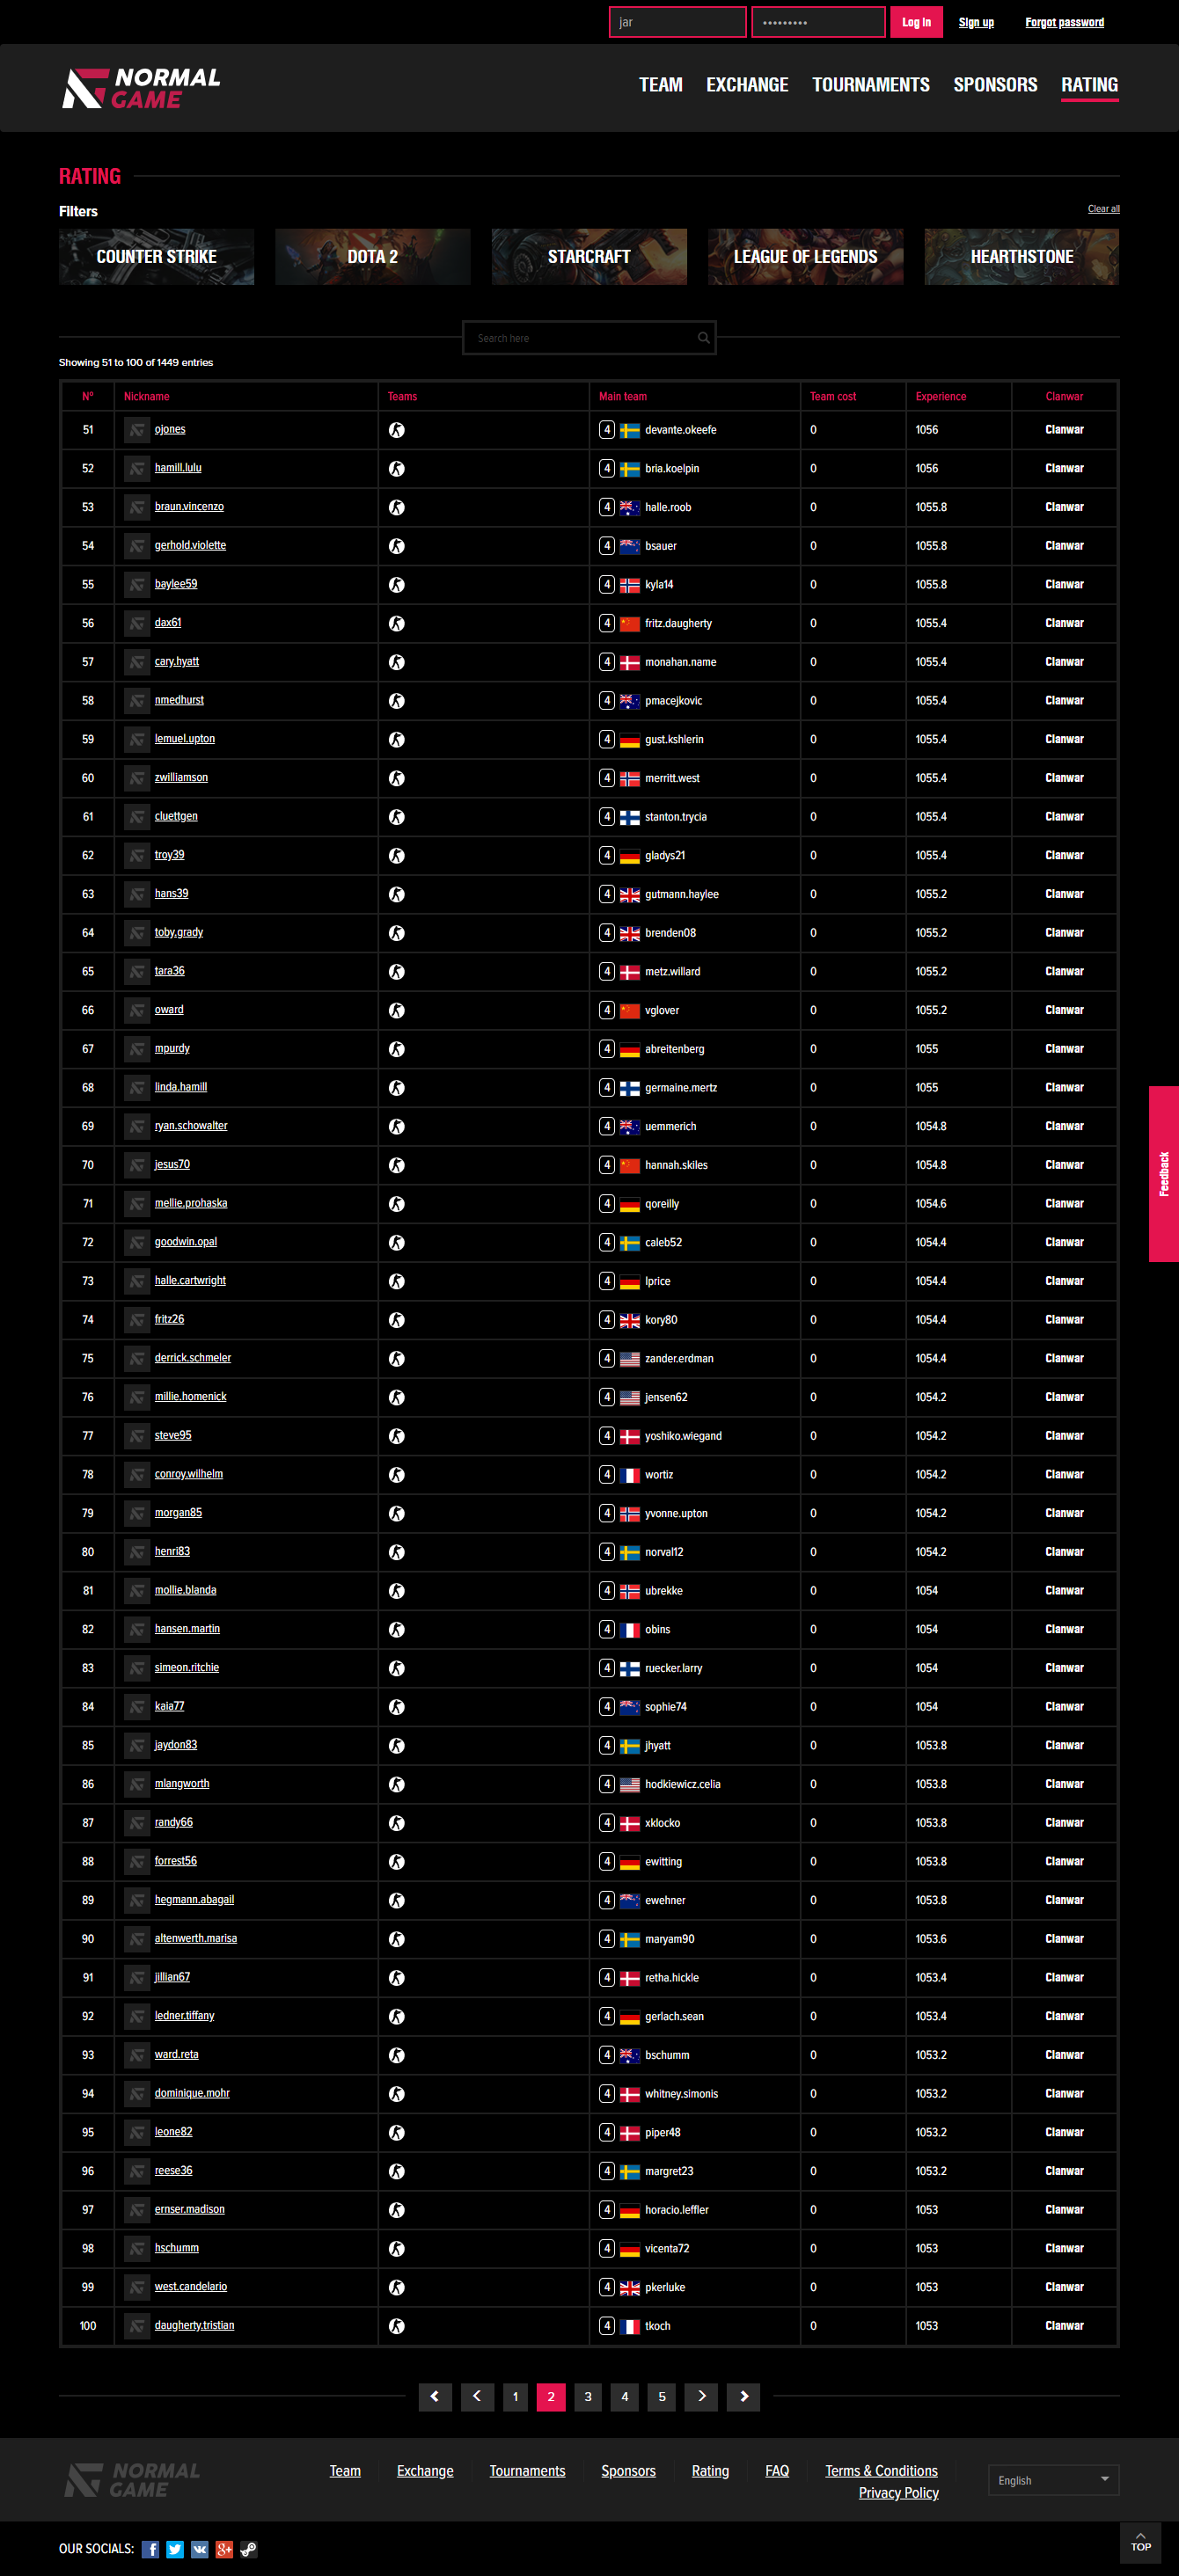 jar
•••••••••
Log in
Sign up
Forgot password
NORMAL
GAME
TEAM EXCHANGE TOURNAMENTS SPONSORS RATING
RATING
Filters
Clear all
COUNTER STRIKE DOTA 2 STARCRAFT LEAGUE OF LEGENDS HEARTHSTONE
Search here
Showing 51 to 100 of 1449 entries
Nº Nickname Teams Main team Team cost Experience Clanwar
51 ojones 4 devante.okeefe 0 1056 Clanwar
52 hamill.lulu 4 bria.koelpin 0 1056 Clanwar
53 braun.vincenzo 4 halle.roob 0 1055.8 Clanwar
54 gerhold.violette 4 bsauer 0 1055.8 Clanwar
55 baylee59 4 kyla14 0 1055.8 Clanwar
56 dax61 4 fritz.daugherty 0 1055.4 Clanwar
57 cary.hyatt 4 monahan.name 0 1055.4 Clanwar
58 nmedhurst 4 pmacejkovic 0 1055.4 Clanwar
59 lemuel.upton 4 gust.kshlerin 0 1055.4 Clanwar
60 zwilliamson 4 merritt.west 0 1055.4 Clanwar
61 cluettgen 4 stanton.trycia 0 1055.4 Clanwar
62 troy39 4 gladys21 0 1055.4 Clanwar
63 hans39 4 gutmann.haylee 0 1055.2 Clanwar
64 toby.grady 4 brenden08 0 1055.2 Clanwar
65 tara36 4 metz.willard 0 1055.2 Clanwar
66 oward 4 vglover 0 1055.2 Clanwar
67 mpurdy 4 abreitenberg 0 1055 Clanwar
68 linda.hamill 4 germaine.mertz 0 1055 Clanwar
69 ryan.schowalter 4 uemmerich 0 1054.8 Clanwar
70 jesus70 4 hannah.skiles 0 1054.8 Clanwar
71 mellie.prohaska 4 qoreilly 0 1054.6 Clanwar
72 goodwin.opal 4 caleb52 0 1054.4 Clanwar
73 halle.cartwright 4 lprice 0 1054.4 Clanwar
74 fritz26 4 kory80 0 1054.4 Clanwar
75 derrick.schmeler 4 zander.erdman 0 1054.4 Clanwar
76 millie.homenick 4 jensen62 0 1054.2 Clanwar
77 steve95 4 yoshiko.wiegand 0 1054.2 Clanwar
78 conroy.wilhelm 4 wortiz 0 1054.2 Clanwar
79 morgan85 4 yvonne.upton 0 1054.2 Clanwar
80 henri83 4 norval12 0 1054.2 Clanwar
81 mollie.blanda 4 ubrekke 0 1054 Clanwar
82 hansen.martin 4 obins 0 1054 Clanwar
83 simeon.ritchie 4 ruecker.larry 0 1054 Clanwar
84 kaia77 4 sophie74 0 1054 Clanwar
85 jaydon83 4 jhyatt 0 1053.8 Clanwar
86 mlangworth 4 hodkiewicz.celia 0 1053.8 Clanwar
87 randy66 4 xklocko 0 1053.8 Clanwar
88 forrest56 4 ewitting 0 1053.8 Clanwar
89 hegmann.abagail 4 ewehner 0 1053.8 Clanwar
90 altenwerth.marisa 4 maryam90 0 1053.6 Clanwar
91 jillian67 4 retha.hickle 0 1053.4 Clanwar
92 ledner.tiffany 4 gerlach.sean 0 1053.4 Clanwar
93 ward.reta 4 bschumm 0 1053.2 Clanwar
94 dominique.mohr 4 whitney.simonis 0 1053.2 Clanwar
95 leone82 4 piper48 0 1053.2 Clanwar
96 reese36 4 margret23 0 1053.2 Clanwar
97 ernser.madison 4 horacio.leffler 0 1053 Clanwar
98 hschumm 4 vicenta72 0 1053 Clanwar
99 west.candelario 4 pkerluke 0 1053 Clanwar
100 daugherty.tristian 4 tkoch 0 1053 Clanwar
Feedback
1 2 3 4 5
NORMAL
GAME
Team Exchange Tournaments Sponsors Rating FAQ Terms & Conditions
Privacy Policy
English
OUR SOCIALS:
TOP